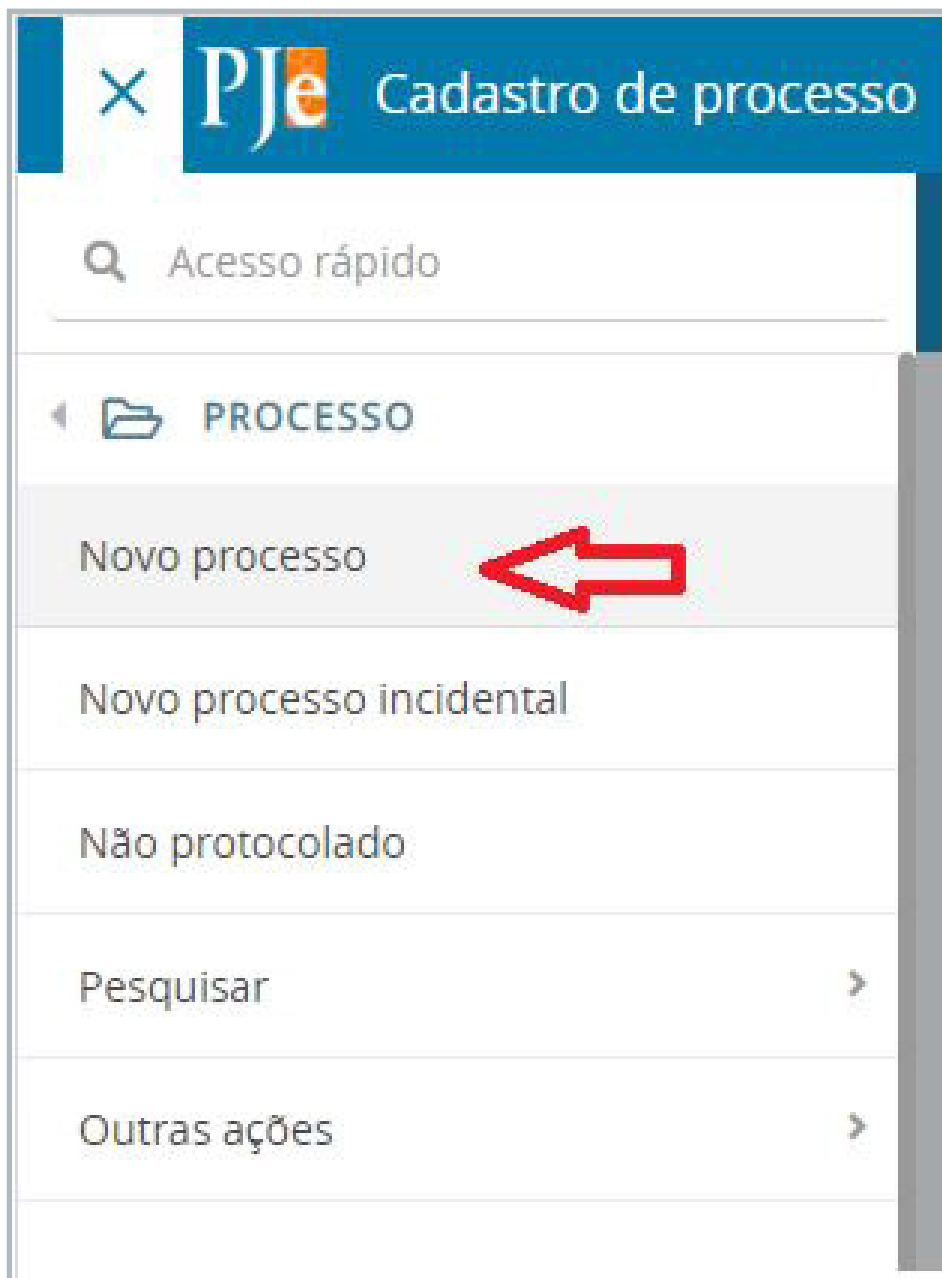 PJe Cadastro de processo
Acesso rápido
PROCESSO
Novo processo
Novo processo incidental
Não protocolado
Pesquisar
Outras ações